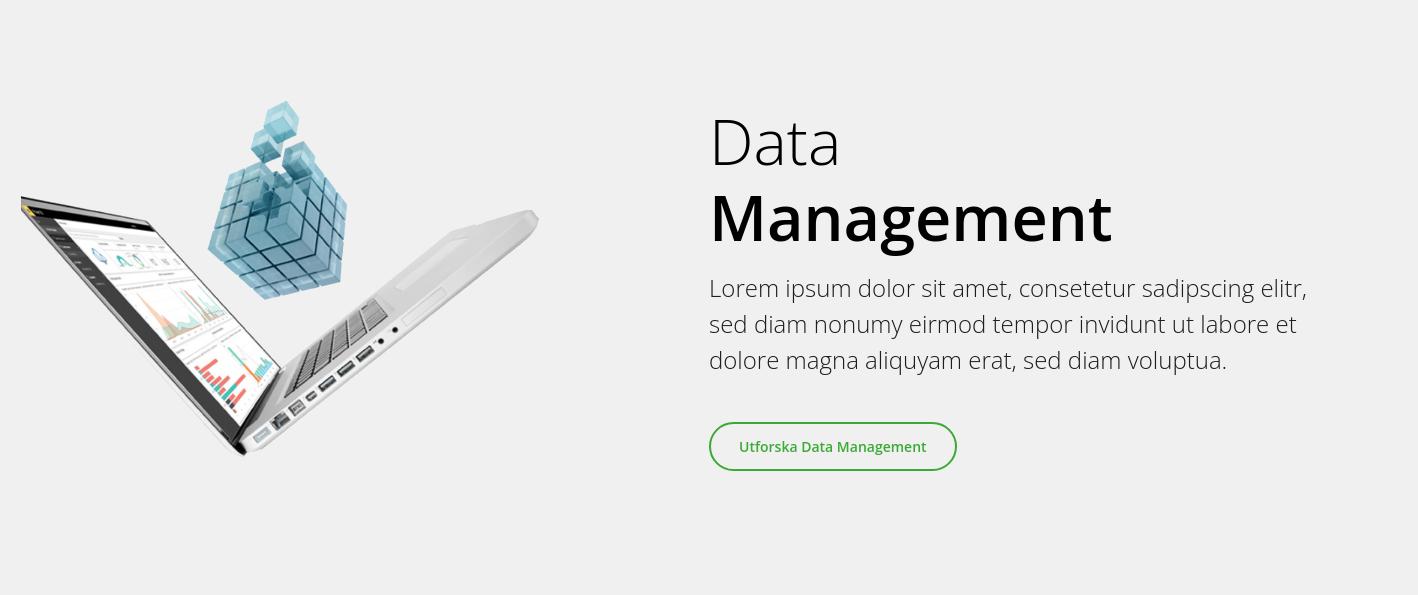 Data
Management
Lorem ipsum dolor sit amet, consetetur sadipscing elitr,
sed diam nonumy eirmod tempor invidunt ut labore et
dolore magna aliquyam erat, sed diam voluptua.
Utforska Data Management